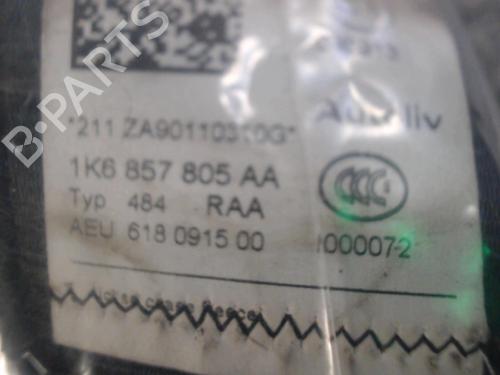 Autoliv
*211 ZA90110310G*
1K6 857 805 AA
Typ 484 RAA
AEU 618 0915 00
/000072
B-PARTS